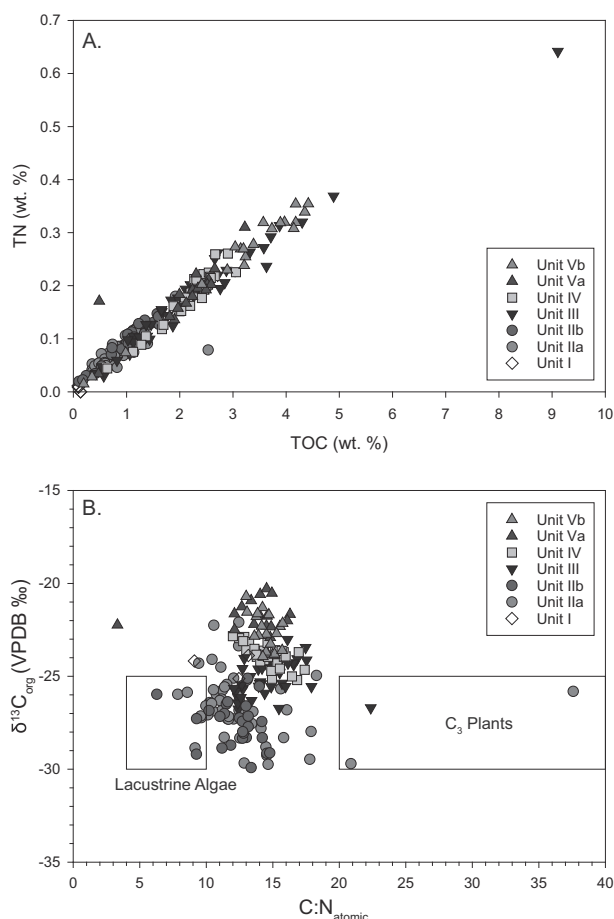 A.
TN (wt. %)
0.7
0.6
0.5
0.4
0.3
0.2
0.1
0.0
Unit Vb
Unit Va
Unit IV
Unit III
Unit IIb
Unit IIa
Unit I
0 1 2 3 4 5 6 7 8 9 10
TOC (wt. %)
B.
δ¹³C_org (VPDB ‰)
-15
-20
-25
-30
-35
Unit Vb
Unit Va
Unit IV
Unit III
Unit IIb
Unit IIa
Unit I
C₃ Plants
Lacustrine Algae
0 5 10 15 20 25 30 35 40
C:N_atomic